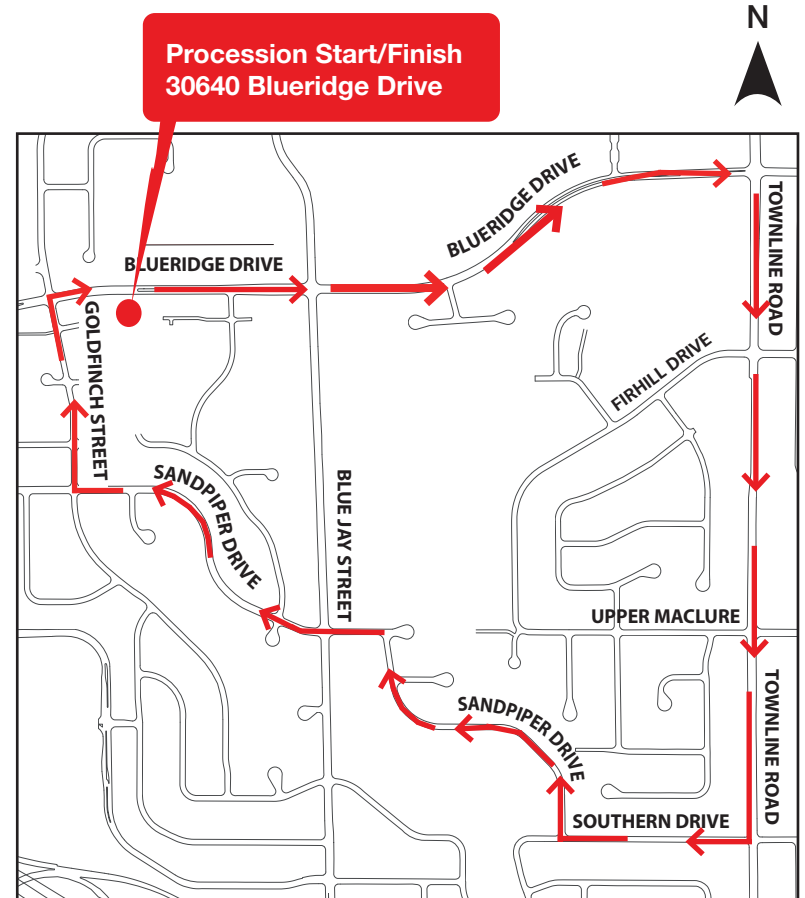 N
Procession Start/Finish
30640 Blueridge Drive
BLUERIDGE DRIVE
BLUERIDGE DRIVE
TOWNLINE ROAD
GOLDFINCH STREET
FIRHILL DRIVE
SANDPIPER DRIVE
BLUE JAY STREET
UPPER MACLURE
SANDPIPER DRIVE
TOWNLINE ROAD
SOUTHERN DRIVE